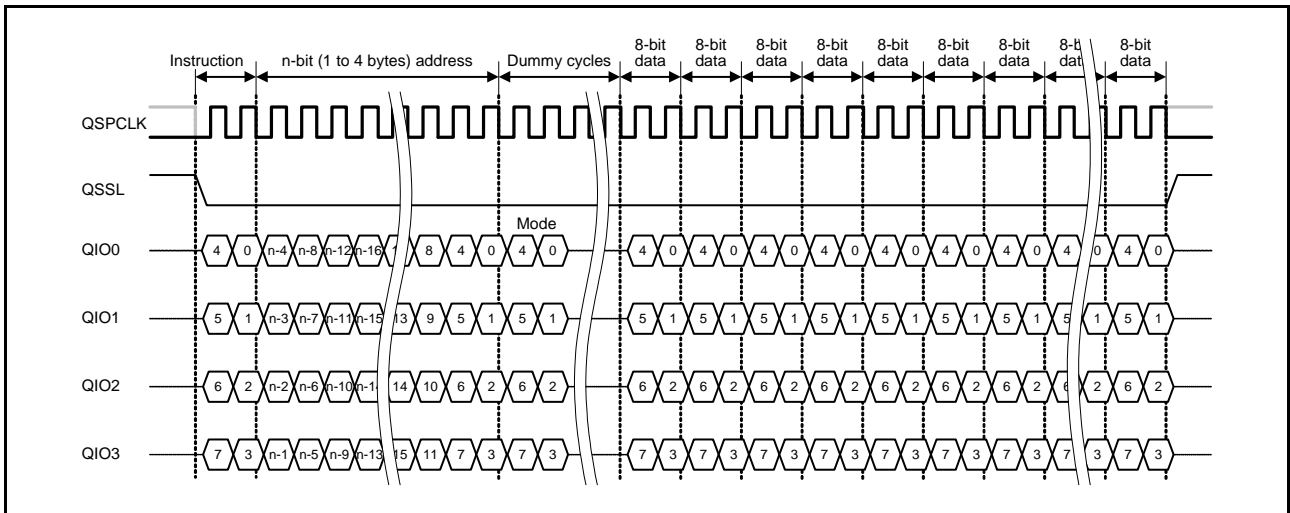 8-bit 8-bit 8-bit 8-bit 8-bit 8-bit 8-bit 8-bit
Instruction n-bit (1 to 4 bytes) address Dummy cycles data data data data data data data data
QSPCLK
QSSL
Mode
QIO0 4 0 n-4 n-8 n-12 n-16 8 4 0 4 0 4 0 4 0 4 0 4 0 4 0 4 0 4 0 4 0 4 0
QIO1 5 1 n-3 n-7 n-11 n-15 13 9 5 1 5 1 5 1 5 1 5 1 5 1 5 1 5 1 5 1 5 1 5 1
QIO2 6 2 n-2 n-6 n-10 14 10 6 2 6 2 6 2 6 2 6 2 6 2 6 2 6 2 6 2 6 2 6 2
QIO3 7 3 n-1 n-5 n-9 n-13 15 11 7 3 7 3 7 3 7 3 7 3 7 3 7 3 7 3 7 3 7 3 7 3